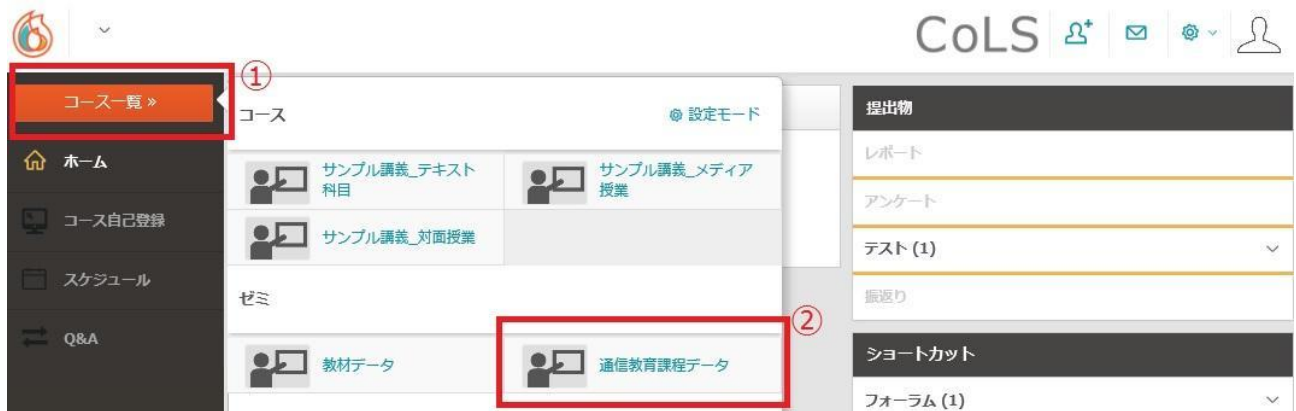 CoLS
①
コース一覧 »
ホーム
コース自己登録
スケジュール
Q&A
コース
設定モード
サンプル講義_テキスト
科目
サンプル講義_メディア
授業
サンプル講義_対面授業
ゼミ
②
教材データ
通信教育課程データ
提出物
レポート
アンケート
テスト (1)
振返り
ショートカット
フォーラム (1)